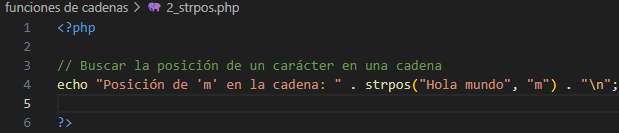 funciones de cadenas > 2_strpos.php
1 <?php
2
3 // Buscar la posición de un carácter en una cadena
4 echo "Posición de 'm' en la cadena: " . strpos("Hola mundo", "m") . "\n";
5
6 ?>